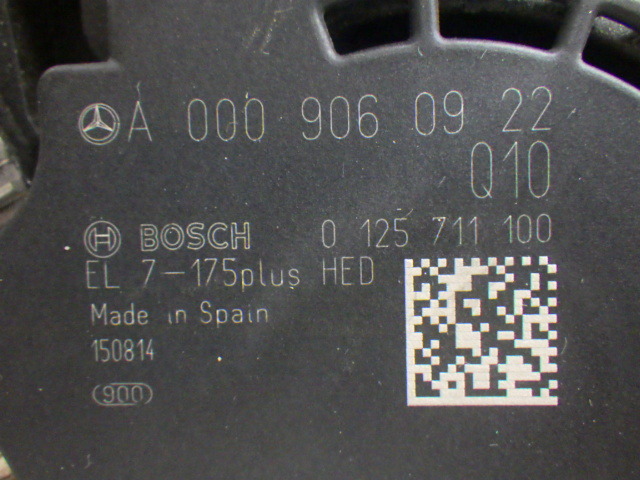 A 000 906 09 22
Q10
BOSCH 0 125 711 100
EL 7-175plus HED
Made in Spain
150814
900